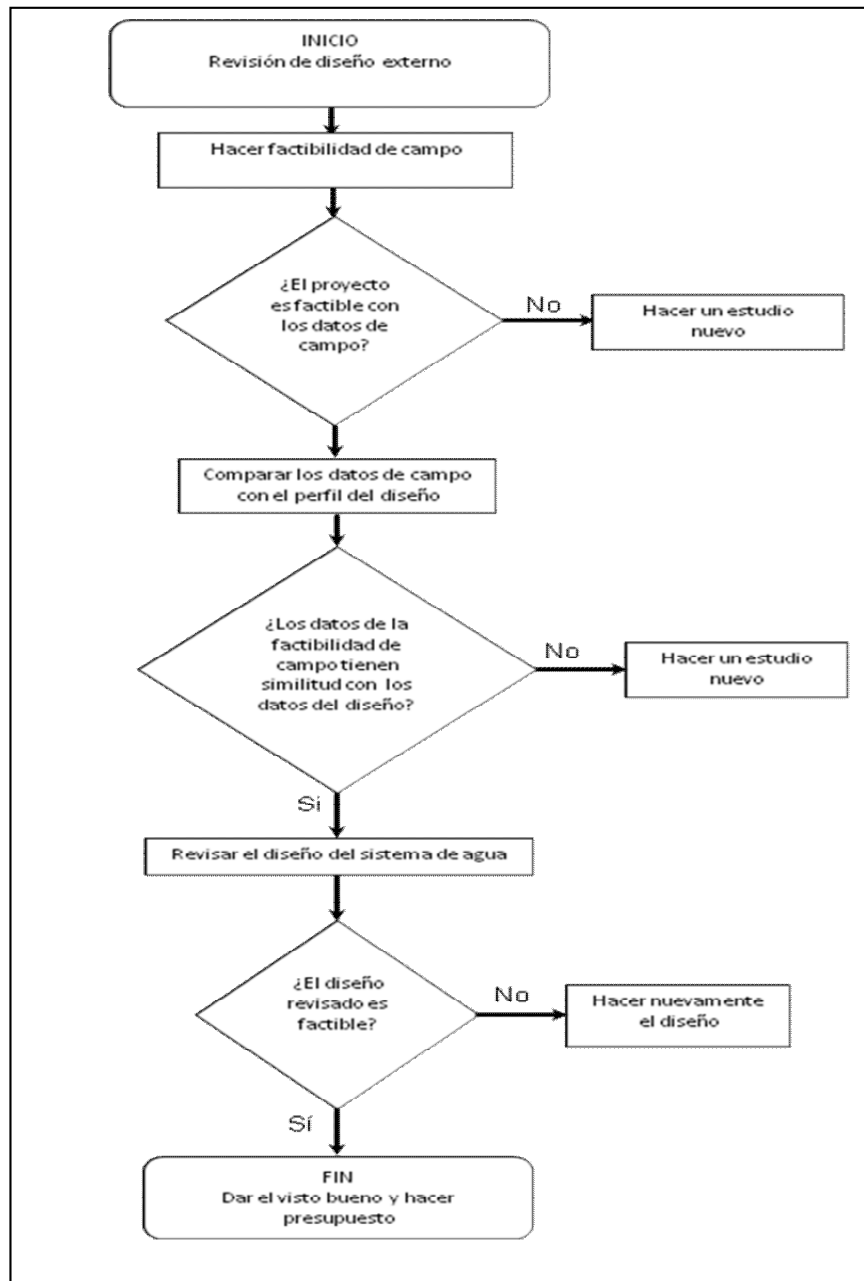 INICIO
Revisión de diseño externo
Hacer factibilidad de campo
¿El proyecto
es factible con
los datos de
campo?
No
Hacer un estudio
nuevo
Comparar los datos de campo
con el perfil del diseño
¿Los datos de la
factibilidad de
campo tienen
similitud con los
datos del diseño?
No
Hacer un estudio
nuevo
Sí
Revisar el diseño del sistema de agua
¿El diseño
revisado es
factible?
No
Hacer nuevamente
el diseño
Sí
FIN
Dar el visto bueno y hacer
presupuesto